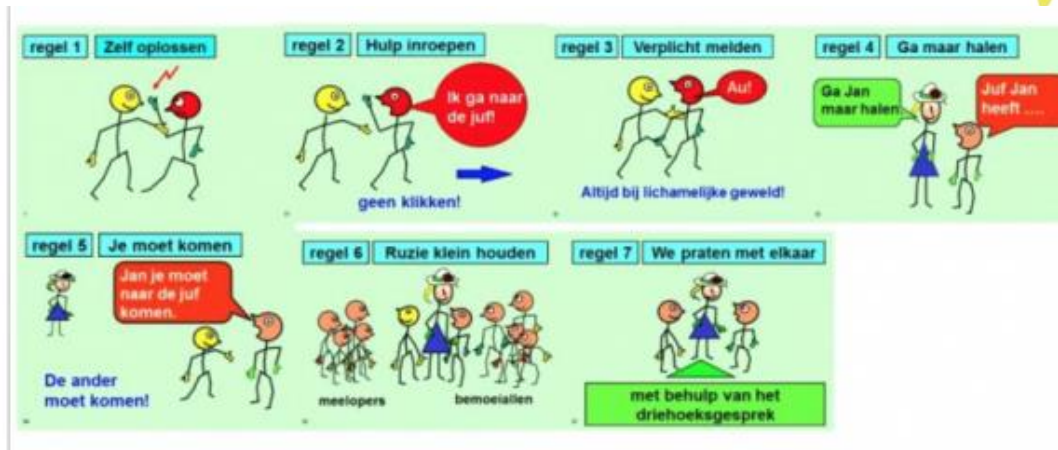 regel 1 Zelf oplossen
regel 2 Hulp inroepen
Ik ga naar
de juf!
geen klikken!
regel 3 Verplicht melden
Au!
Altijd bij lichamelijke geweld!
regel 4 Ga maar halen
Ga Jan
maar halen
Juf Jan
heeft ....
regel 5 Je moet komen
Jan je moet
naar de juf
komen.
De ander
moet komen!
regel 6 Ruzie klein houden
meelopers
bemoeiallen
regel 7 We praten met elkaar
met behulp van het
driehoeksgesprek